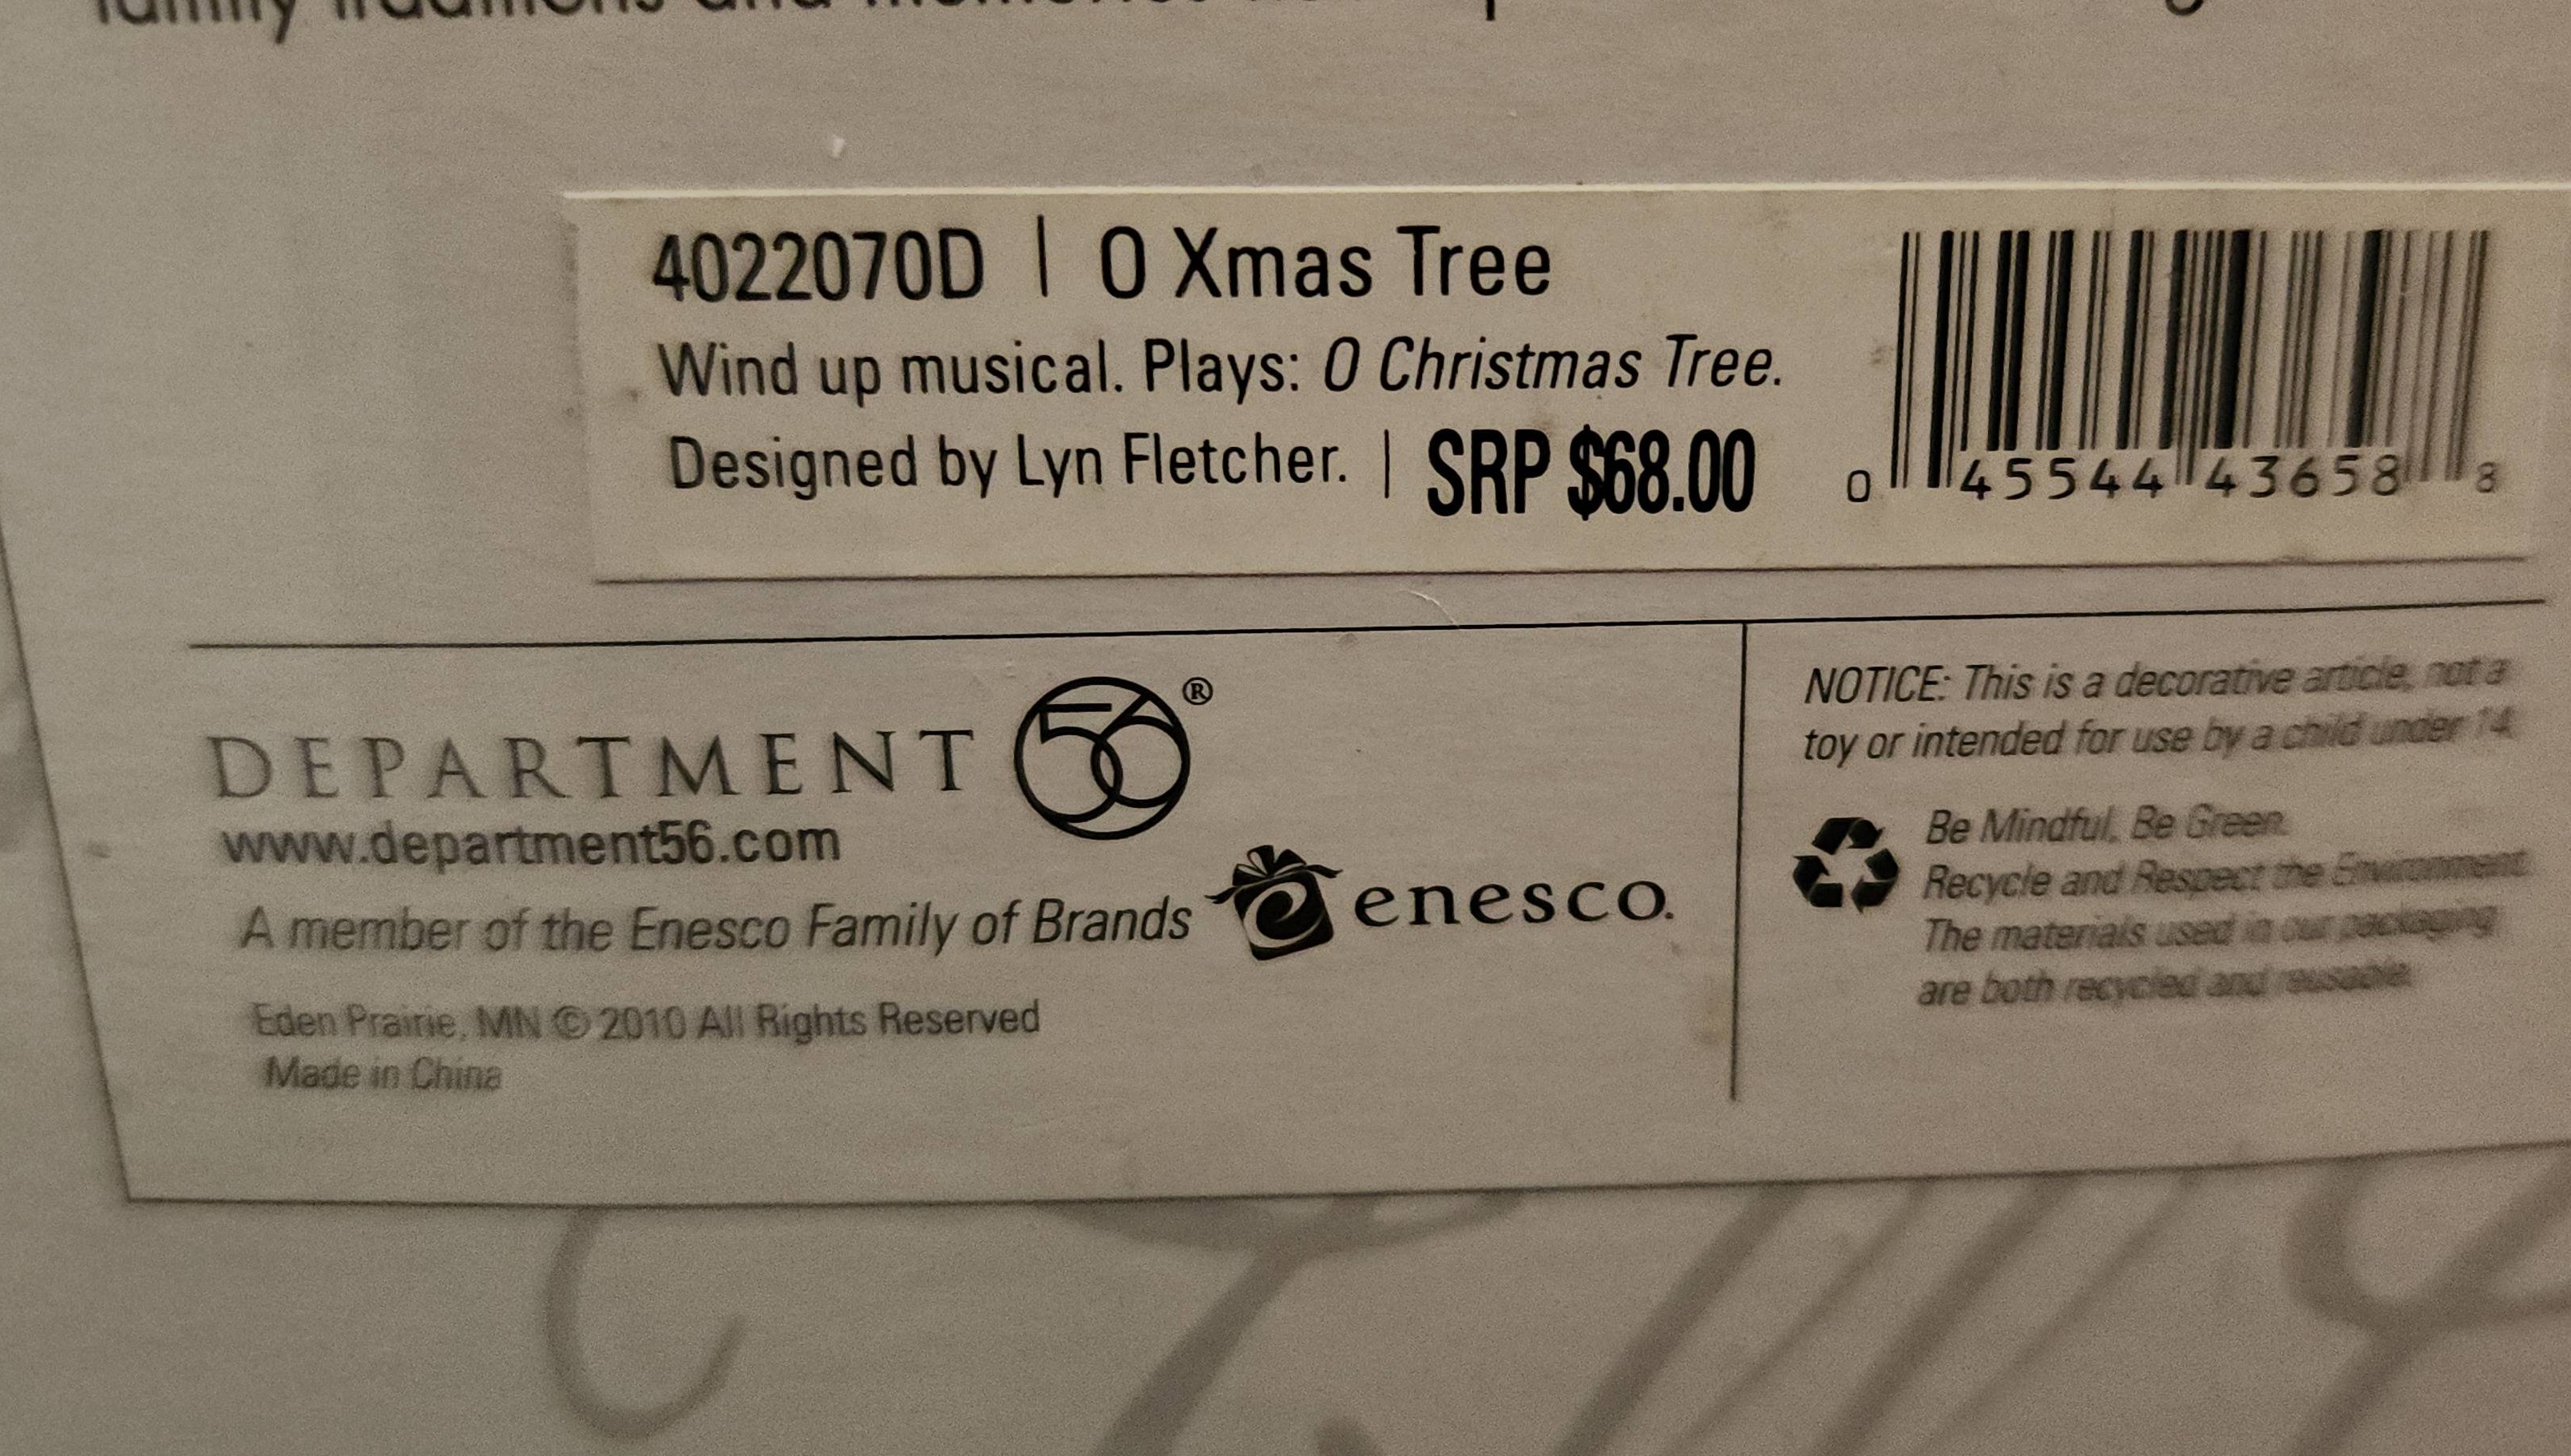 family traditions and memories
4022070D | O Xmas Tree
Wind up musical. Plays: O Christmas Tree.
Designed by Lyn Fletcher. | SRP $68.00
0 45544 43658 8
DEPARTMENT 56®
www.department56.com
A member of the Enesco Family of Brands enesco.
Eden Prairie, MN © 2010 All Rights Reserved
Made in China
NOTICE: This is a decorative article, not a
toy or intended for use by a child under 14.
Be Mindful, Be Green.
Recycle and Respect the Environment.
The materials used in our packaging
are both recycled and reusable.